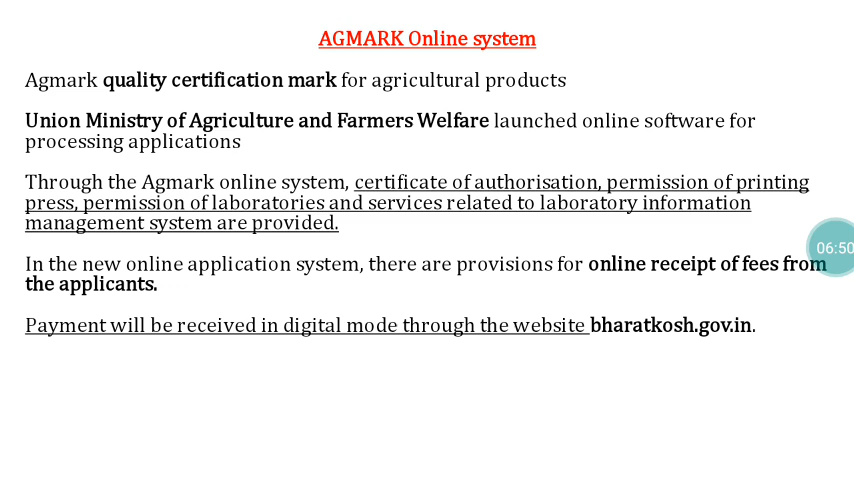 AGMARK Online system
Agmark quality certification mark for agricultural products
Union Ministry of Agriculture and Farmers Welfare launched online software for
processing applications
Through the Agmark online system, certificate of authorisation, permission of printing
press, permission of laboratories and services related to laboratory information
management system are provided.
In the new online application system, there are provisions for online receipt of fees from
the applicants.
Payment will be received in digital mode through the website bharatkosh.gov.in.
06:50